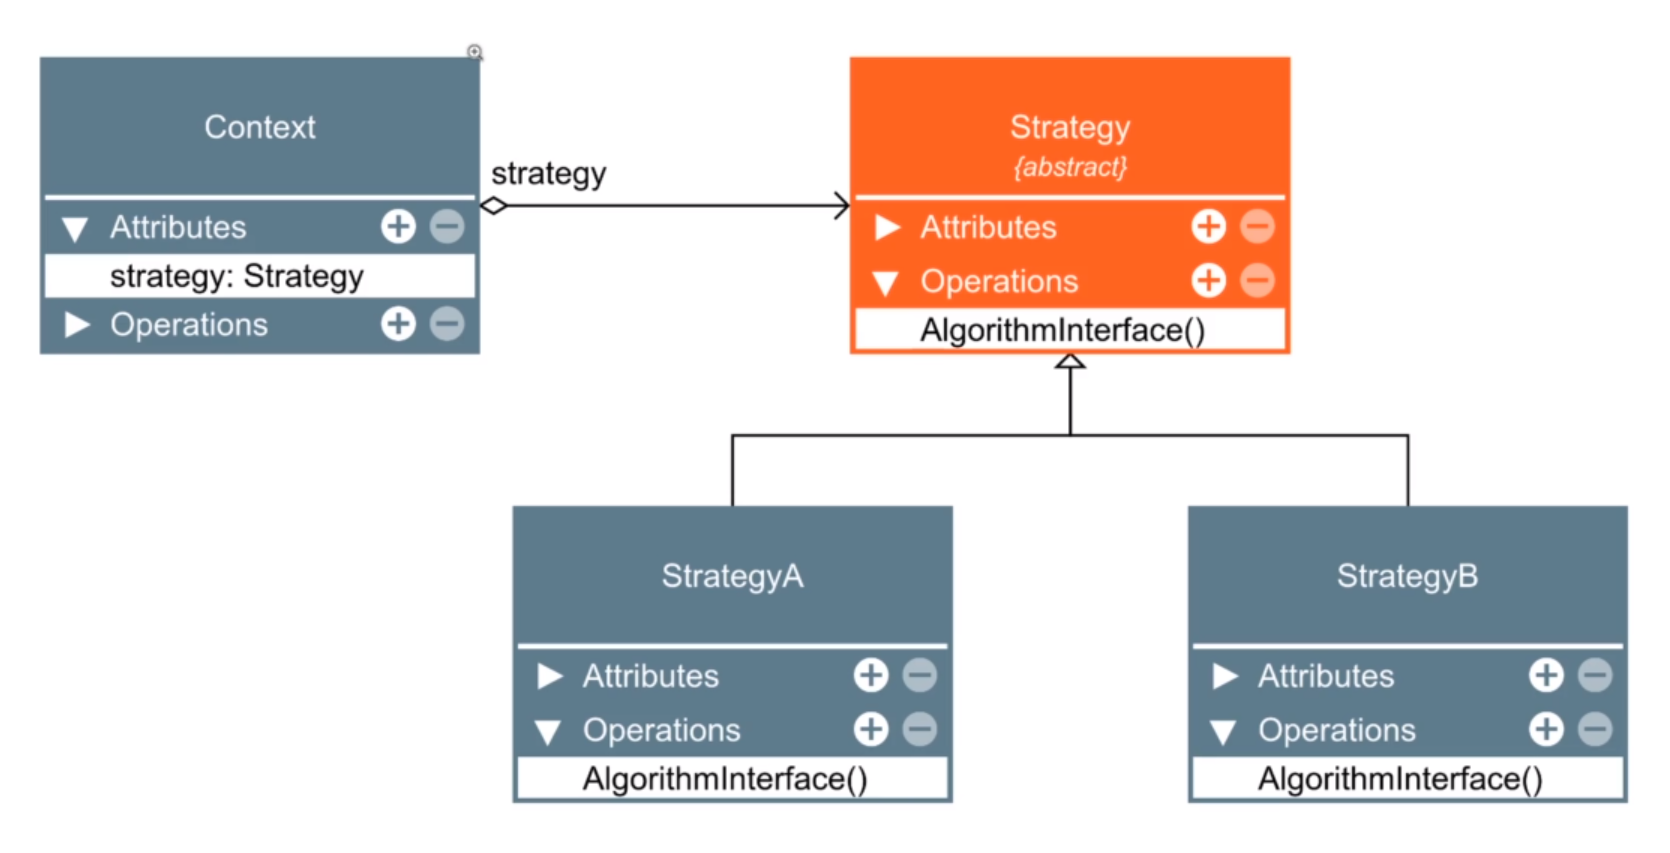 Context
Attributes
strategy: Strategy
Operations
strategy
Strategy
{abstract}
Attributes
Operations
AlgorithmInterface()
StrategyA
Attributes
Operations
AlgorithmInterface()
StrategyB
Attributes
Operations
AlgorithmInterface()